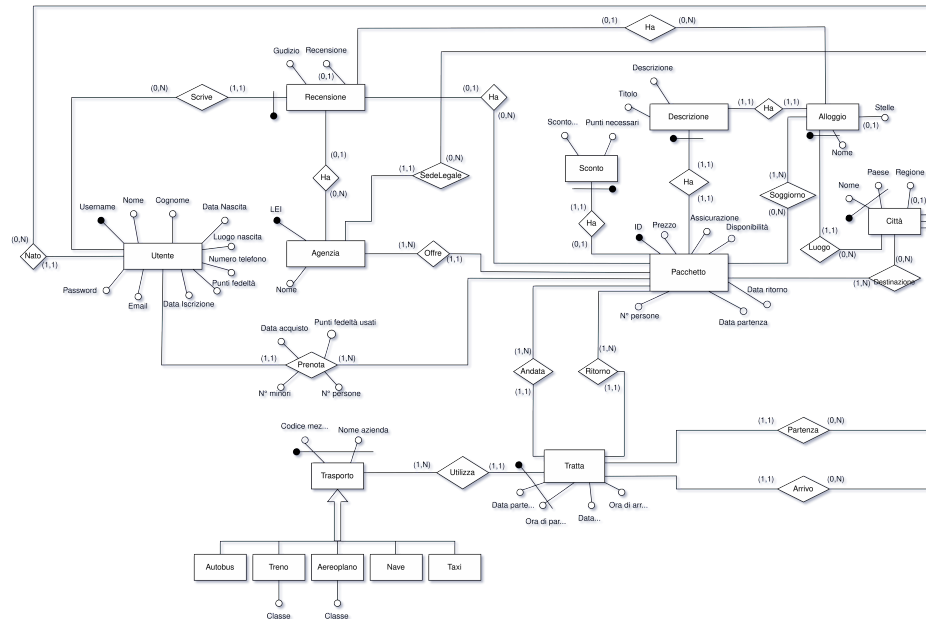 (0,1)
Ha
(0,N)
Gudizio
Recensione
(0,1)
Descrizione
(0,N)
Scrive
(1,1)
Recensione
(0,1)
Ha
(0,N)
Titolo
Descrizione
(1,1)
Ha
(1,1)
Alloggio
Stelle
(0,1)
Nome
Sconto...
Punti necessari
(0,1)
Ha
(0,N)
(1,1)
SedeLegale
(0,N)
Sconto
(1,1)
Ha
(1,1)
(1,N)
Soggiorno
(0,N)
Paese
Regione
Nome
(0,1)
Città
Username
Nome
Cognome
Data Nascita
LEI
(1,1)
Ha
(0,1)
ID
Prezzo
Assicurazione
Disponibilità
(1,1)
Luogo
(0,N)
(0,N)
(0,N)
Nato
(1,1)
Utente
Luogo nascita
Numero telefono
Punti fedeltà
Agenzia
Nome
(1,N)
Offre
(1,1)
Pacchetto
(1,N)
Destinazione
Password
Email
Data Iscrizione
N° persone
Data ritorno
Data partenza
Data acquisto
Punti fedeltà usati
(1,1)
Prenota
(1,N)
N° minori
N° persone
(1,N)
Andata
(1,1)
(1,N)
Ritorno
(1,1)
Codice mez...
Nome azienda
(1,1)
Partenza
(0,N)
Trasporto
(1,N)
Utilizza
(1,1)
Tratta
(1,1)
Arrivo
(0,N)
Data parte...
Ora di par...
Data...
Ora di arr...
Autobus
Treno
Aereoplano
Nave
Taxi
Classe
Classe